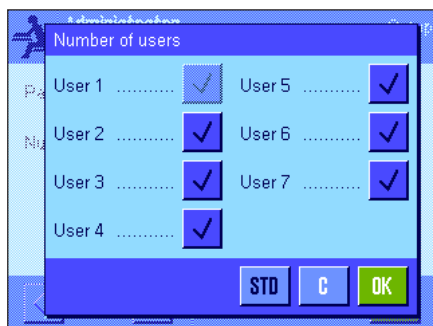 Administrator
Number of users
User 1 ...........
User 2 ...........
User 3 ...........
User 4 ...........
User 5 ...........
User 6 ...........
User 7 ...........
STD
C
OK